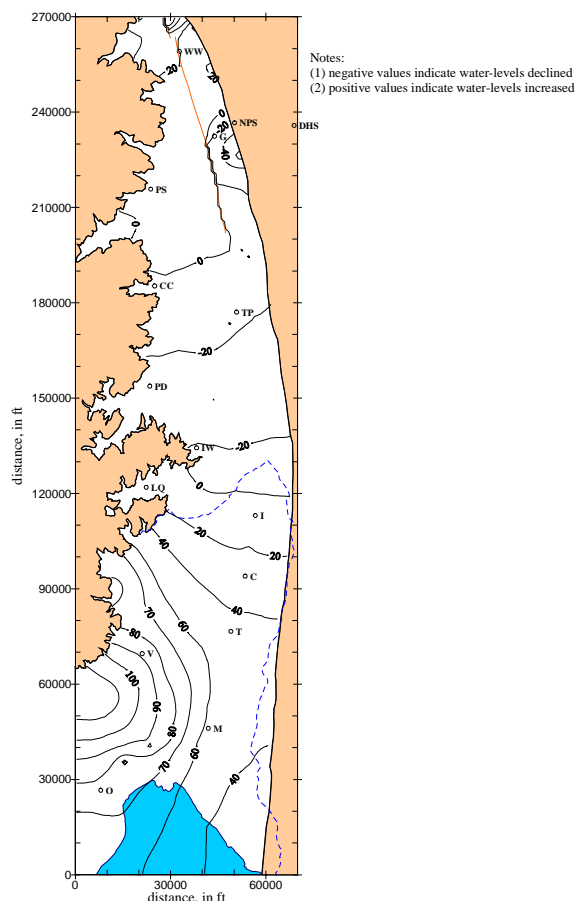 270000
Notes:
WW
(1) negative values indicate water-levels declined
20
-20
(2) positive values indicate water-levels increased
240000
0
NPS
DHS
-20
G
-40
PS
210000
0
0
CC
180000
TP
-20
PD
150000
-20
IW
distance, in ft
0
120000
LQ
I
20
40
20
C
90000
70
40
60
T
80
V
100
60000
90
80
M
60
70
40
30000
O
0
0
30000
60000
distance, in ft